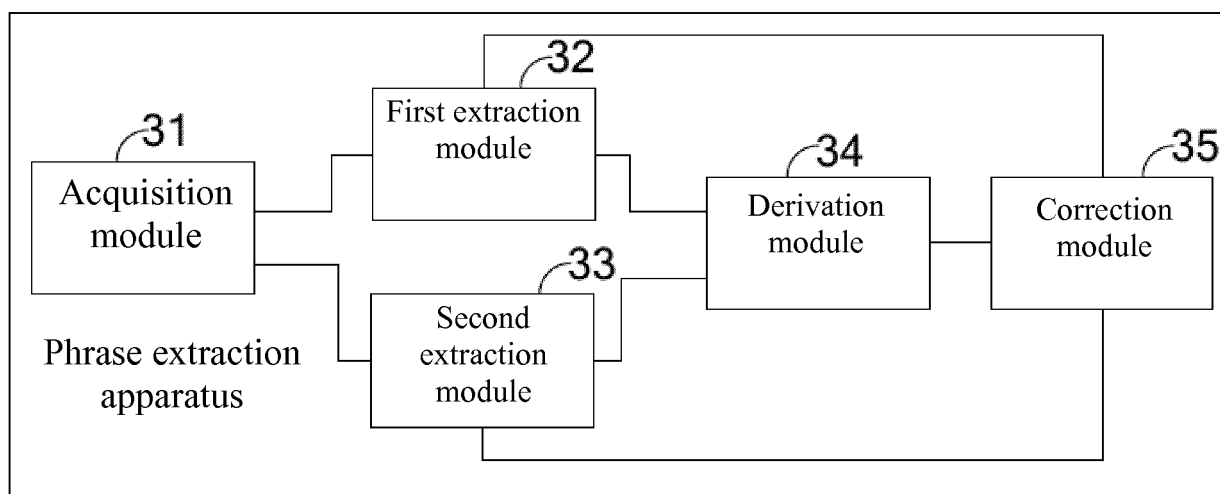 31
Acquisition
module
32
First extraction
module
33
Second
extraction
module
34
Derivation
module
35
Correction
module
Phrase extraction
apparatus